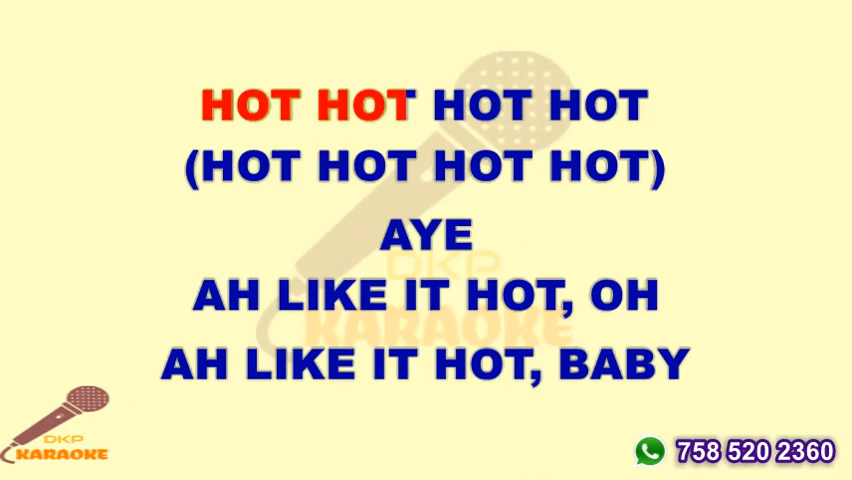 HOT HOT HOT HOT
(HOT HOT HOT HOT)
AYE
AH LIKE IT HOT, OH
AH LIKE IT HOT, BABY
DKP
KARAOKE
DKP
KARAOKE
758 520 2360